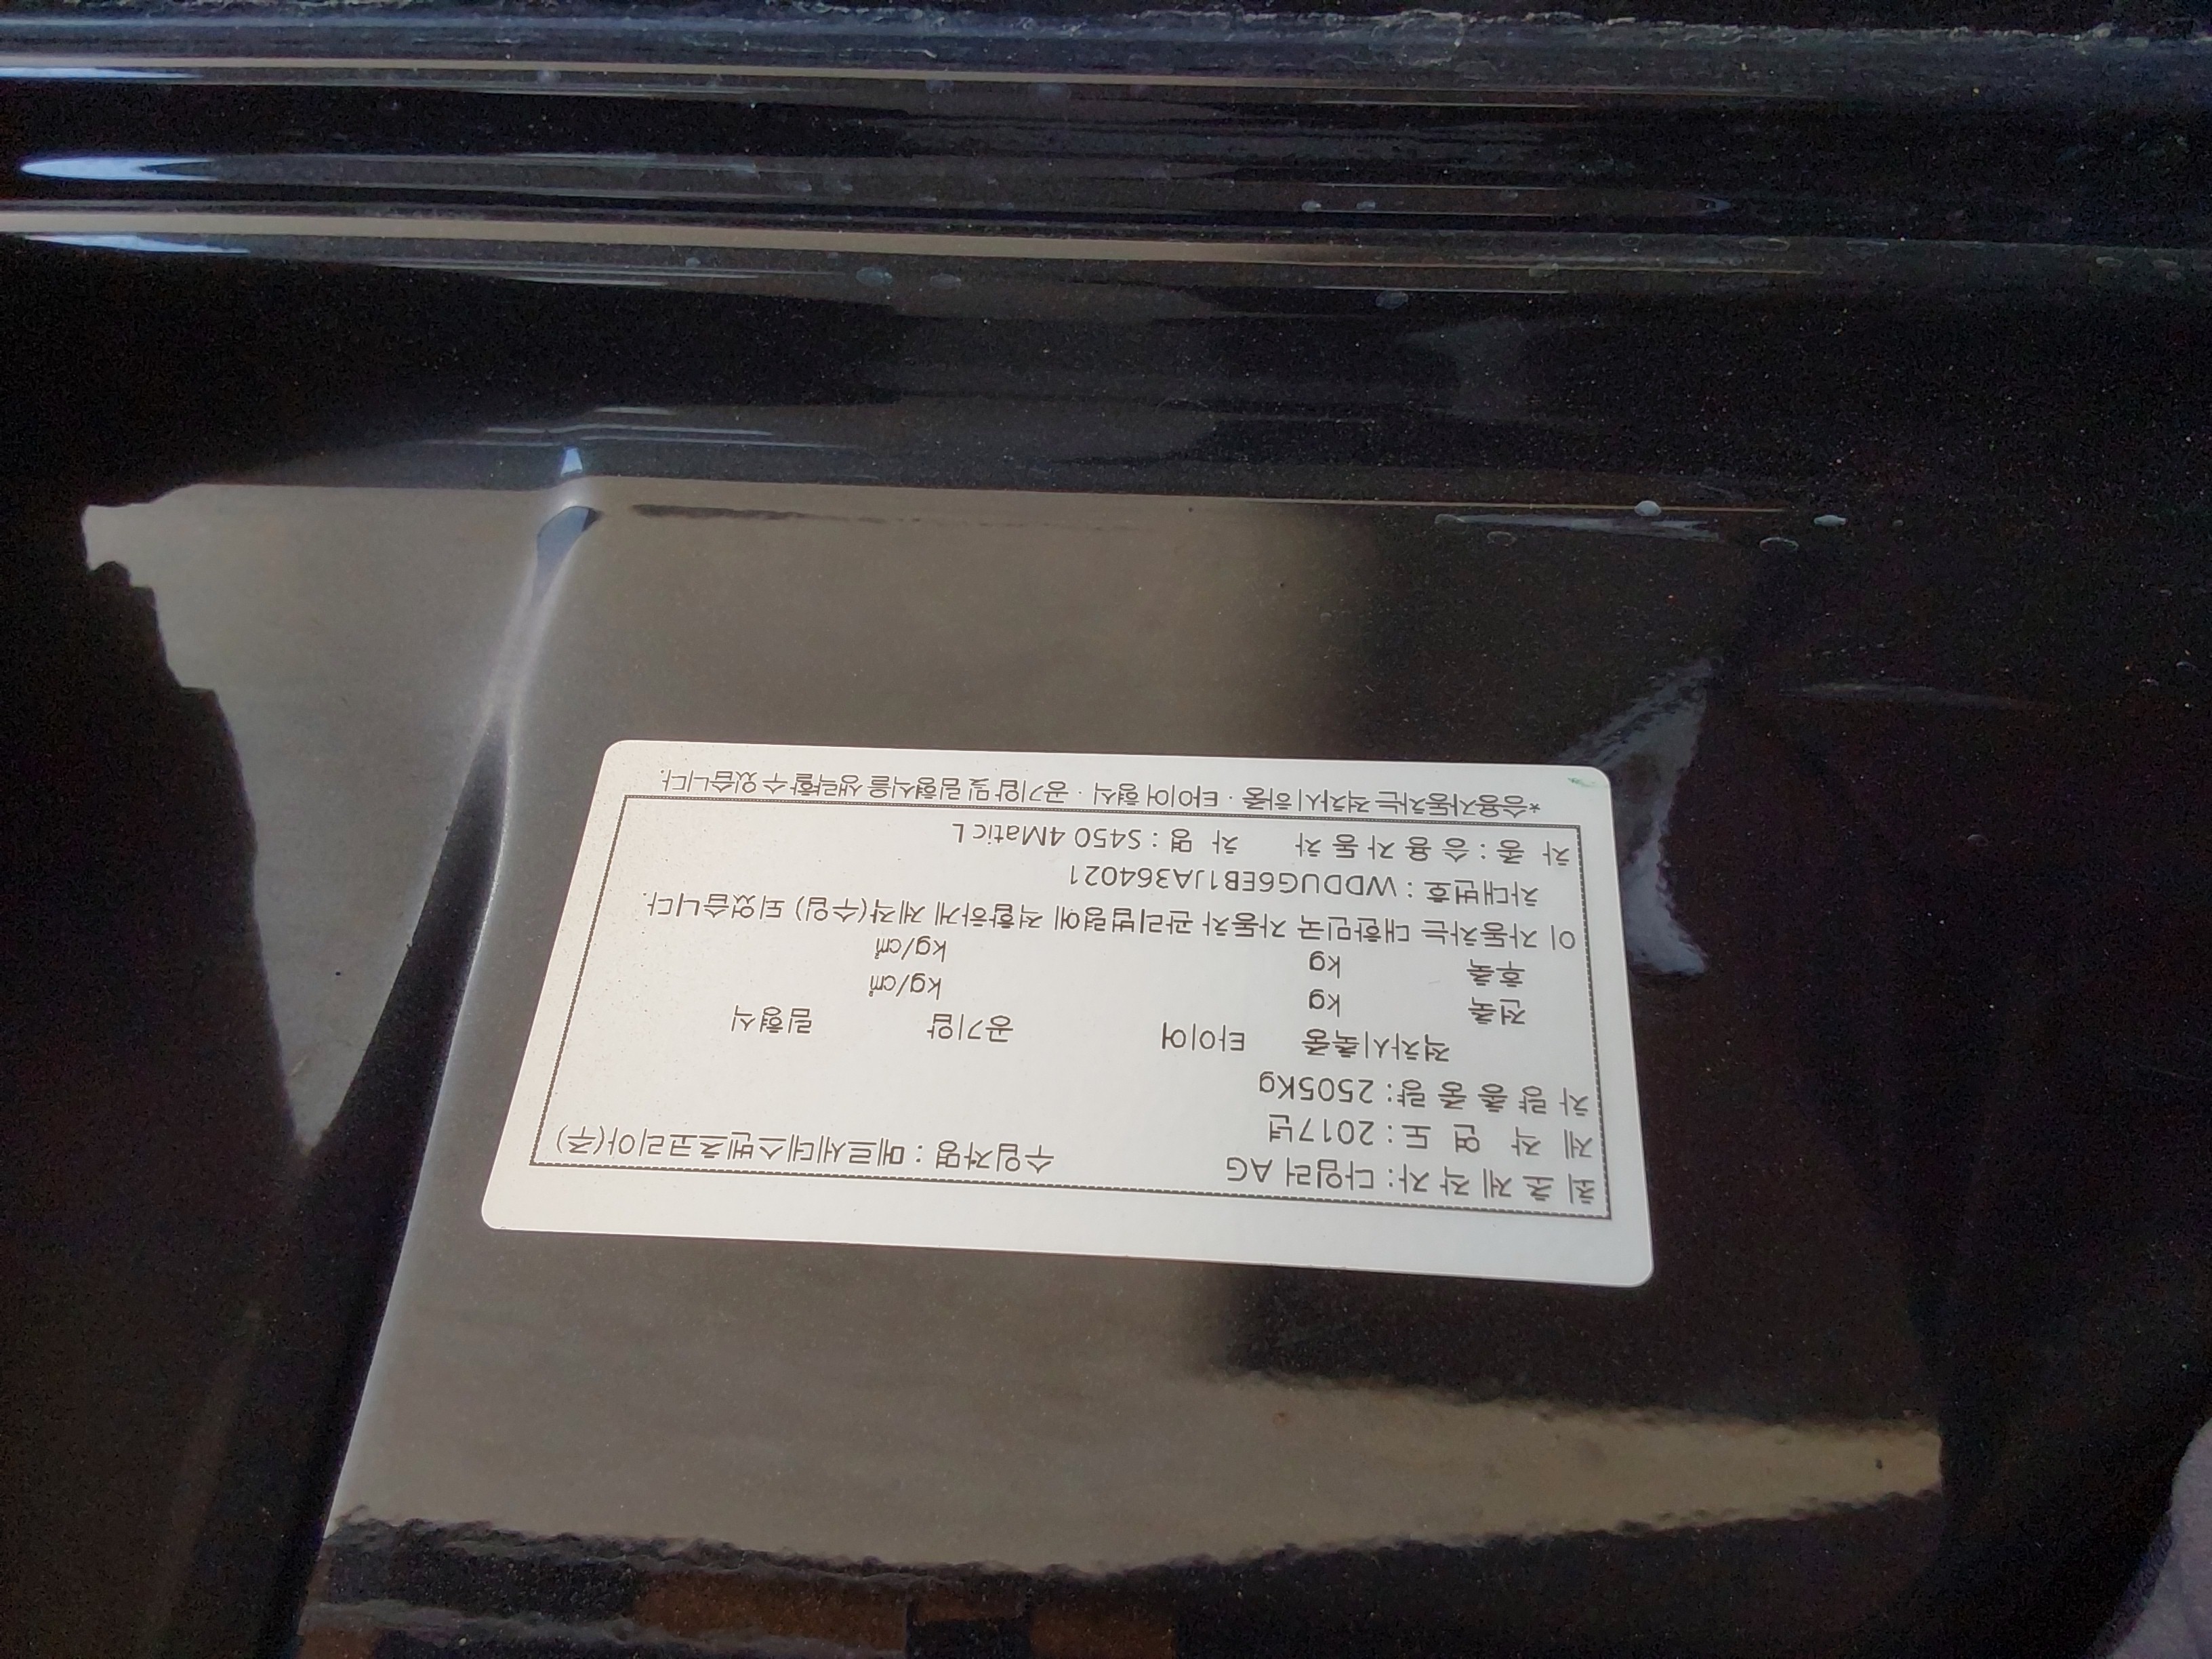 최 초 제 작 자 : 다임러 AG 수입자명 : 메르세데스벤츠코리아(주)
제 작 연 도 : 2017년
차 량 총 중 량 : 2505Kg
적차시축중 타이어 공기압 림형식
전축 kg kg/㎠
후축 kg kg/㎠
이 자동차는 대한민국 자동차 관리법령에 적합하게 제작(수입) 되었습니다.
차대번호 : WDDUG6EB1JA364021
차 종 : 승 용 자 동 차 차 명 : S450 4Matic L
*승용자동차는 적차시 하중 · 타이어 형식 · 공기압 및 림형식을 생략할 수 있습니다.